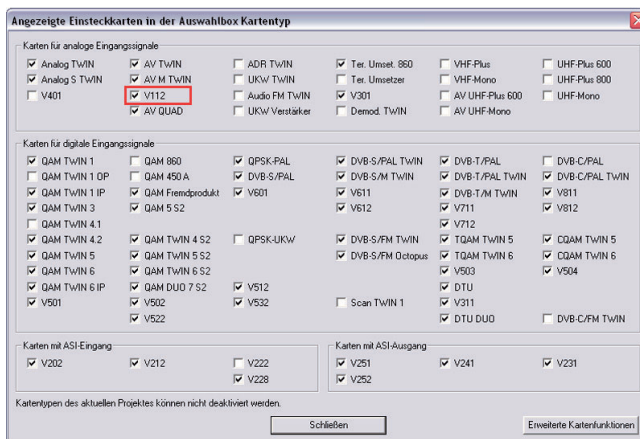 Angezeigte Einsteckkarten in der Auswahlbox Kartentyp
Karten für analoge Eingangssignale
Analog TWIN AV TWIN ADR TWIN Ter. Umset. 860 VHF-Plus UHF-Plus 600
Analog S TWIN AV M TWIN UKW TWIN Ter. Umsetzer VHF-Mono UHF-Plus 800
V401 V112 Audio FM TWIN V301 AV UHF-Plus 600 UHF-Mono
AV QUAD UKW Verstärker Demod. TWIN AV UHF-Mono
Karten für digitale Eingangssignale
QAM TWIN 1 QAM 860 QPSK-PAL DVB-S/PAL TWIN DVB-T/PAL DVB-C/PAL
QAM TWIN 1 OP QAM 450 A DVB-S/PAL DVB-S/M TWIN DVB-T/PAL TWIN DVB-C/PAL TWIN
QAM TWIN 1 IP QAM Fremdprodukt V601 V611 DVB-T/M TWIN V811
QAM TWIN 3 QAM 5 S2 V612 V711 V812
QAM TWIN 4.1 V712
QAM TWIN 4.2 QAM TWIN 4 S2 QPSK-UKW DVB-S/FM TWIN TQAM TWIN 5 CQAM TWIN 5
QAM TWIN 5 QAM TWIN 5 S2 DVB-S/FM Octopus TQAM TWIN 6 CQAM TWIN 6
QAM TWIN 6 QAM TWIN 6 S2 V503 V504
QAM TWIN 6 IP QAM DUO 7 S2 V512 DTU
V501 V502 V532 Scan TWIN 1 V311
V522 DTU DUO DVB-C/FM TWIN
Karten mit ASI-Eingang Karten mit ASI-Ausgang
V202 V212 V222 V251 V241 V231
V228 V252
Kartentypen des aktuellen Projektes können nicht deaktiviert werden.
Schließen Erweiterte Kartenfunktionen